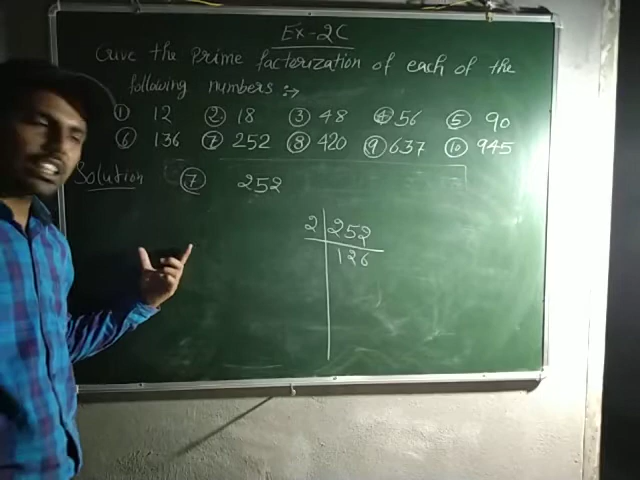 Ex-2C
Give the Prime factorization of each of the
following numbers :→
① 12 ② 18 ③ 48 ④ 56 ⑤ 90
⑥ 136 ⑦ 252 ⑧ 420 ⑨ 637 ⑩ 945
Solution ⑦ 252
2 252
126